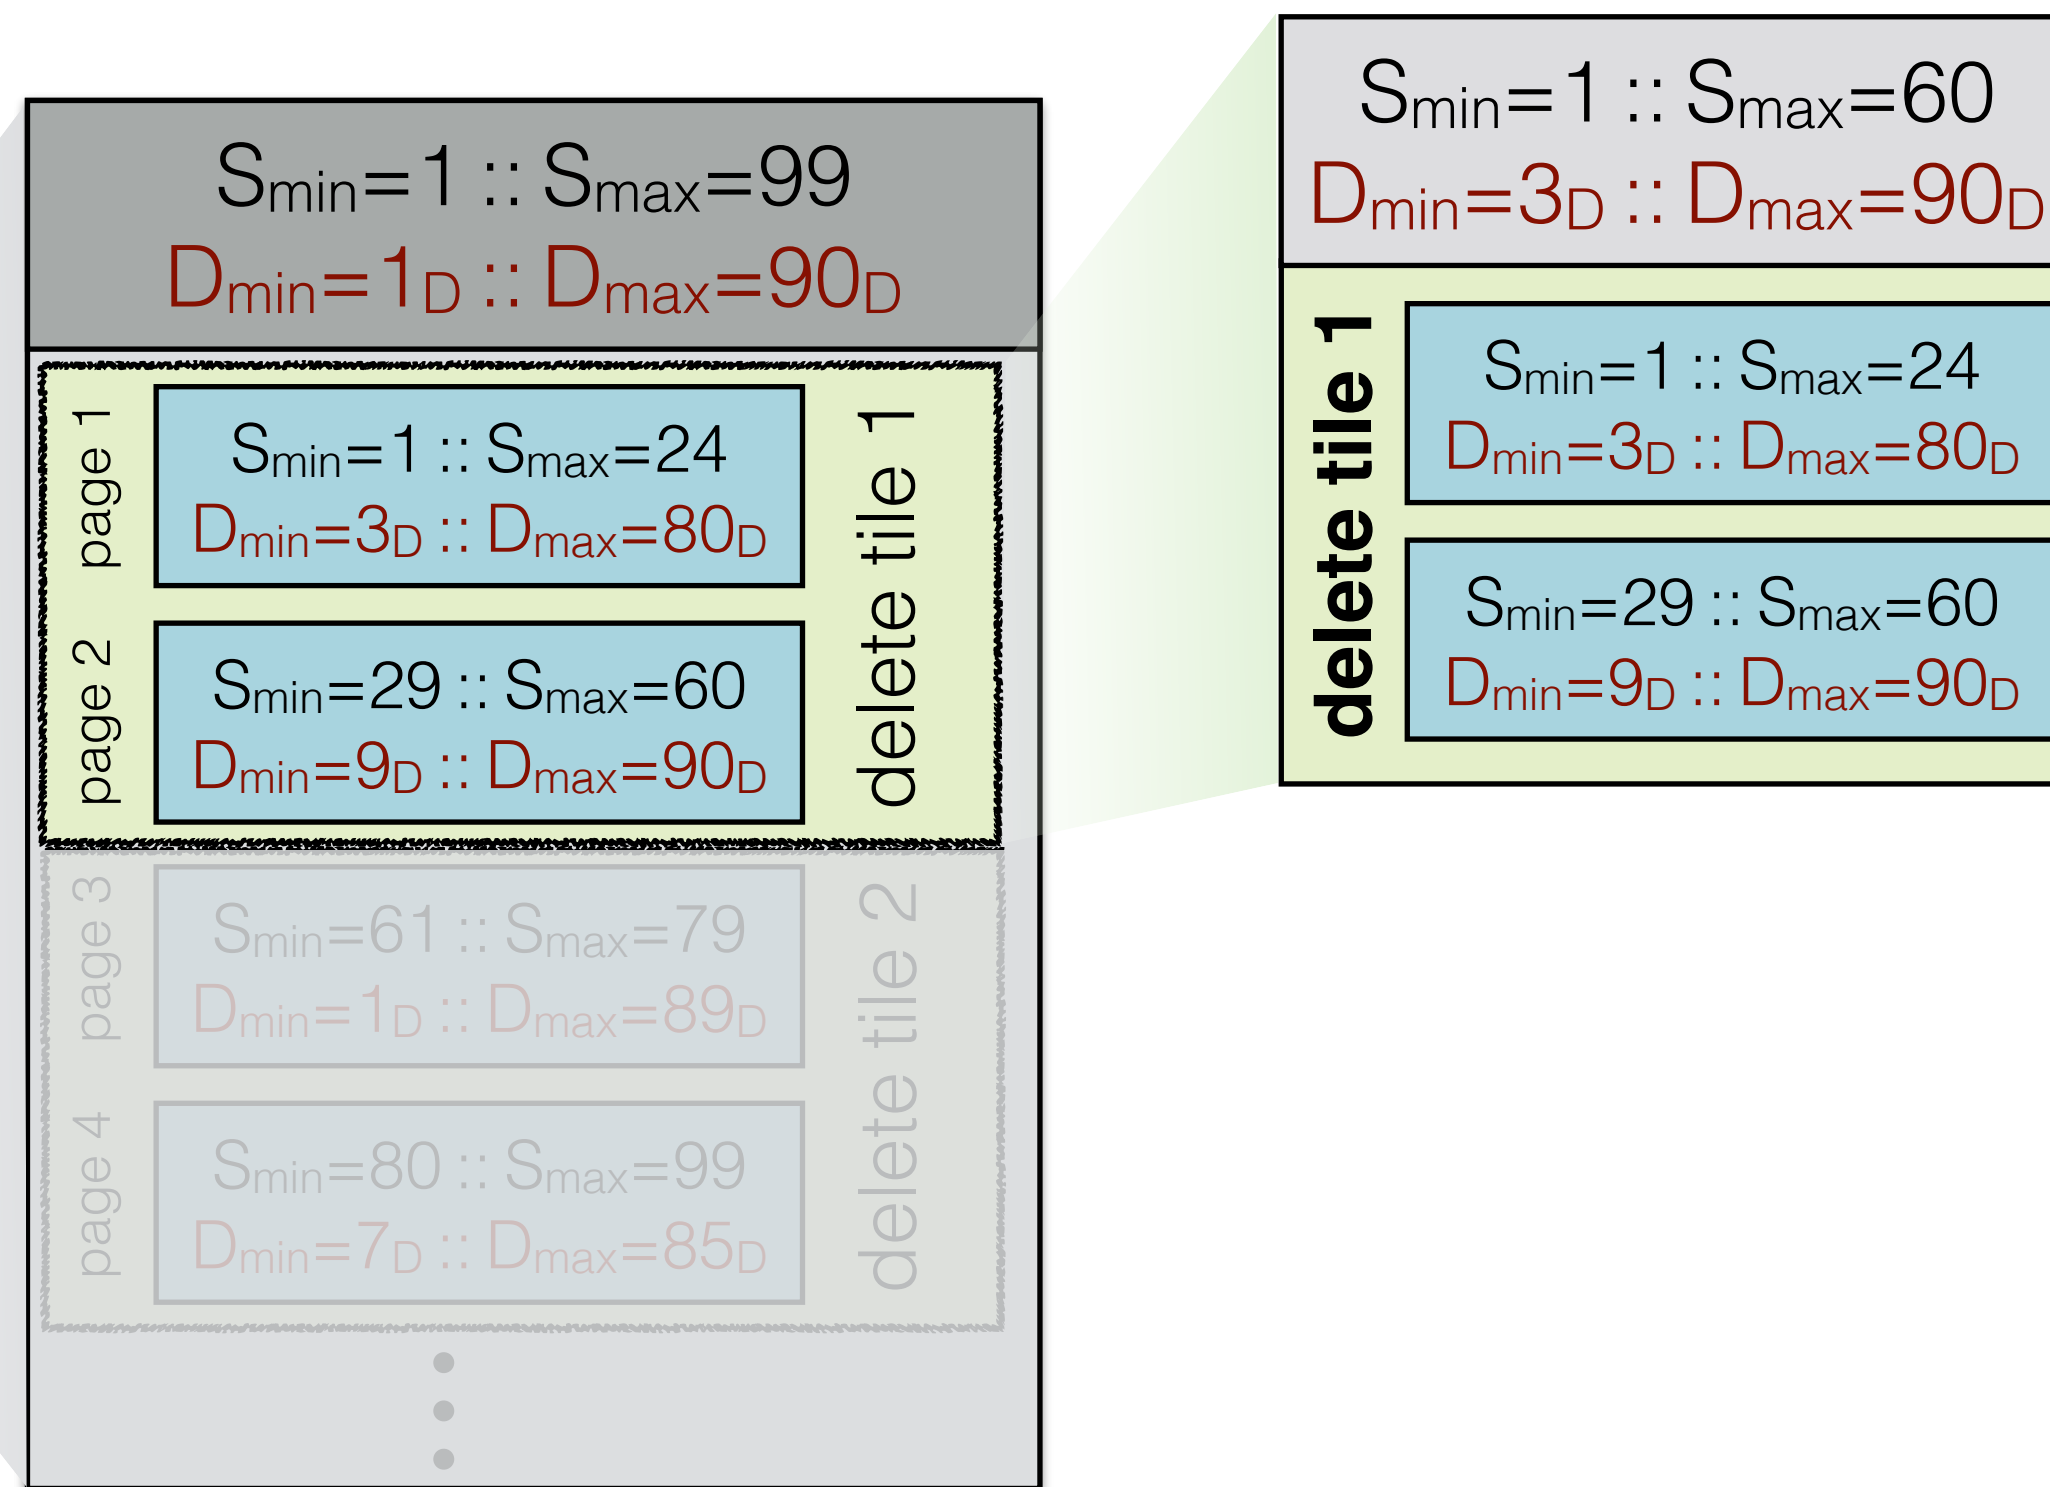 Smin=1 :: Smax=99
Dmin=1D :: Dmax=90D
page 1
Smin=1 :: Smax=24
Dmin=3D :: Dmax=80D
page 2
Smin=29 :: Smax=60
Dmin=9D :: Dmax=90D
delete tile 1
page 3
Smin=61 :: Smax=79
Dmin=1D :: Dmax=89D
page 4
Smin=80 :: Smax=99
Dmin=7D :: Dmax=85D
delete tile 2
Smin=1 :: Smax=60
Dmin=3D :: Dmax=90D
delete tile 1
Smin=1 :: Smax=24
Dmin=3D :: Dmax=80D
Smin=29 :: Smax=60
Dmin=9D :: Dmax=90D